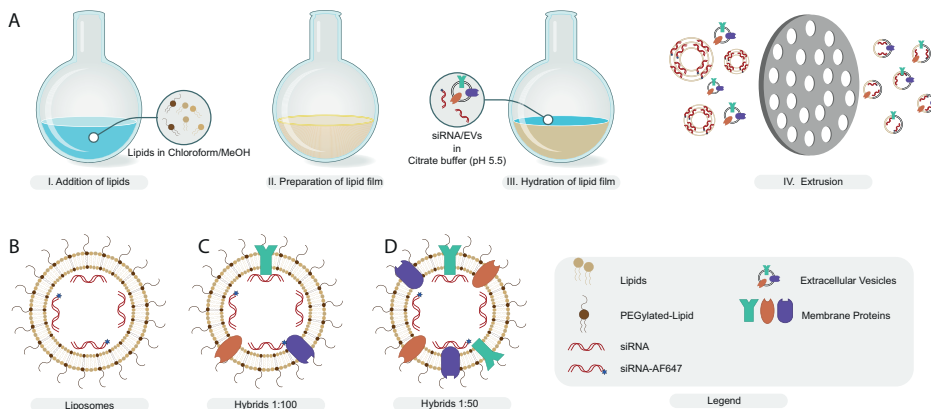 A
Lipids in Chloroform/MeOH
siRNA/EVs
in
Citrate buffer (pH 5.5)
I. Addition of lipids
II. Preparation of lipid film
III. Hydration of lipid film
IV. Extrusion
B
C
D
Lipids
Extracellular Vesicles
PEGylated-Lipid
Membrane Proteins
siRNA
siRNA-AF647
Liposomes
Hybrids 1:100
Hybrids 1:50
Legend